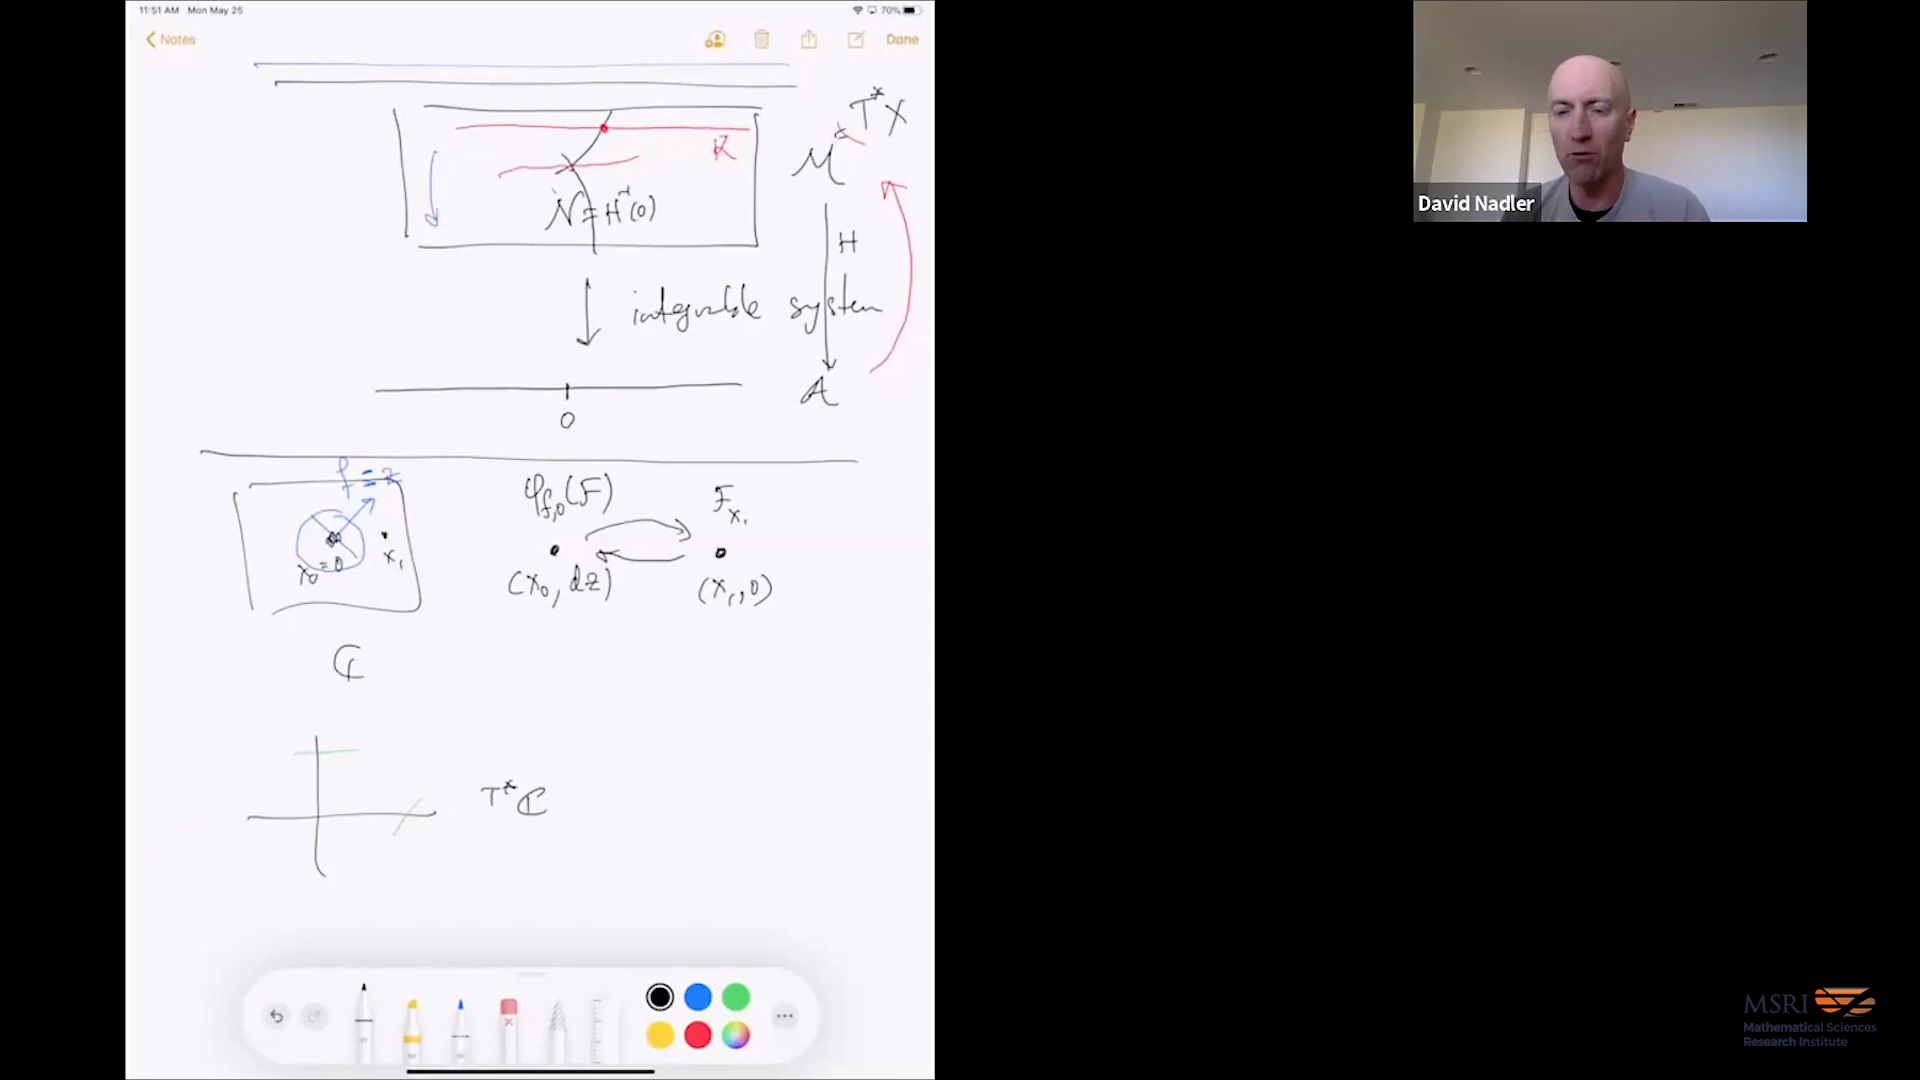 11:51 AM Mon May 25
70%
Notes
Done
T*X
M
N = H⁻¹(0)
H
integrable system
A
0
f = z
x₀ = 0
x₁
φ_{f,0}(F)
F_{x₁}
(x₀, dz)
(x₁, 0)
ℂ
T*ℂ
David Nadler
MSRI
Mathematical Sciences
Research Institute